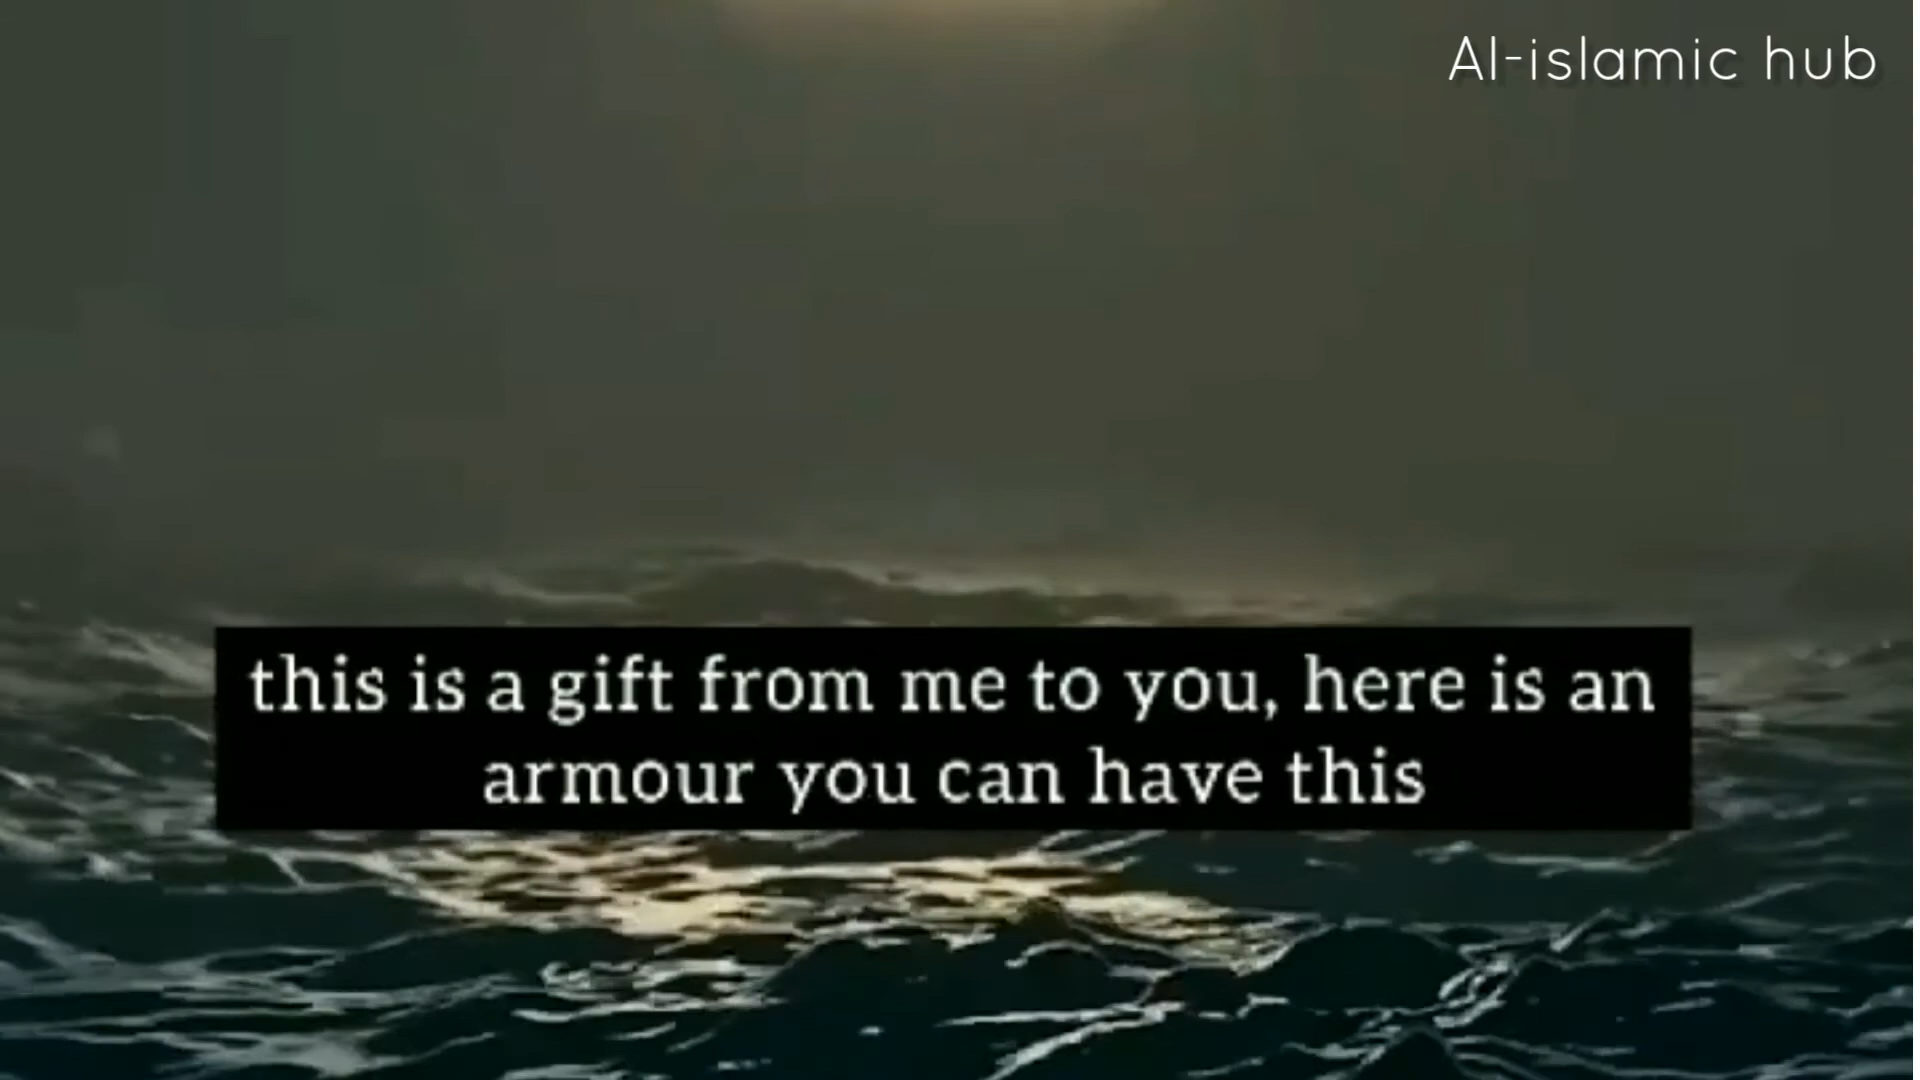 Al-islamic hub
this is a gift from me to you, here is an
armour you can have this